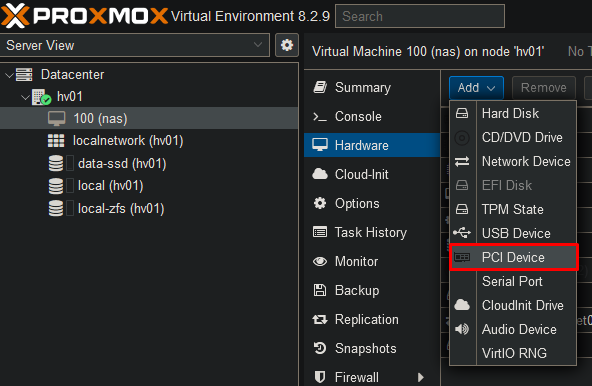 PROXMOX Virtual Environment 8.2.9 Search
Server View
Virtual Machine 100 (nas) on node 'hv01' No T
Datacenter
hv01
100 (nas)
localnetwork (hv01)
data-ssd (hv01)
local (hv01)
local-zfs (hv01)
Summary
Console
Hardware
Cloud-Init
Options
Task History
Monitor
Backup
Replication
Snapshots
Firewall
Add Remove
Hard Disk
CD/DVD Drive
Network Device
EFI Disk
TPM State
USB Device
PCI Device
Serial Port
CloudInit Drive
Audio Device
VirtIO RNG
et0